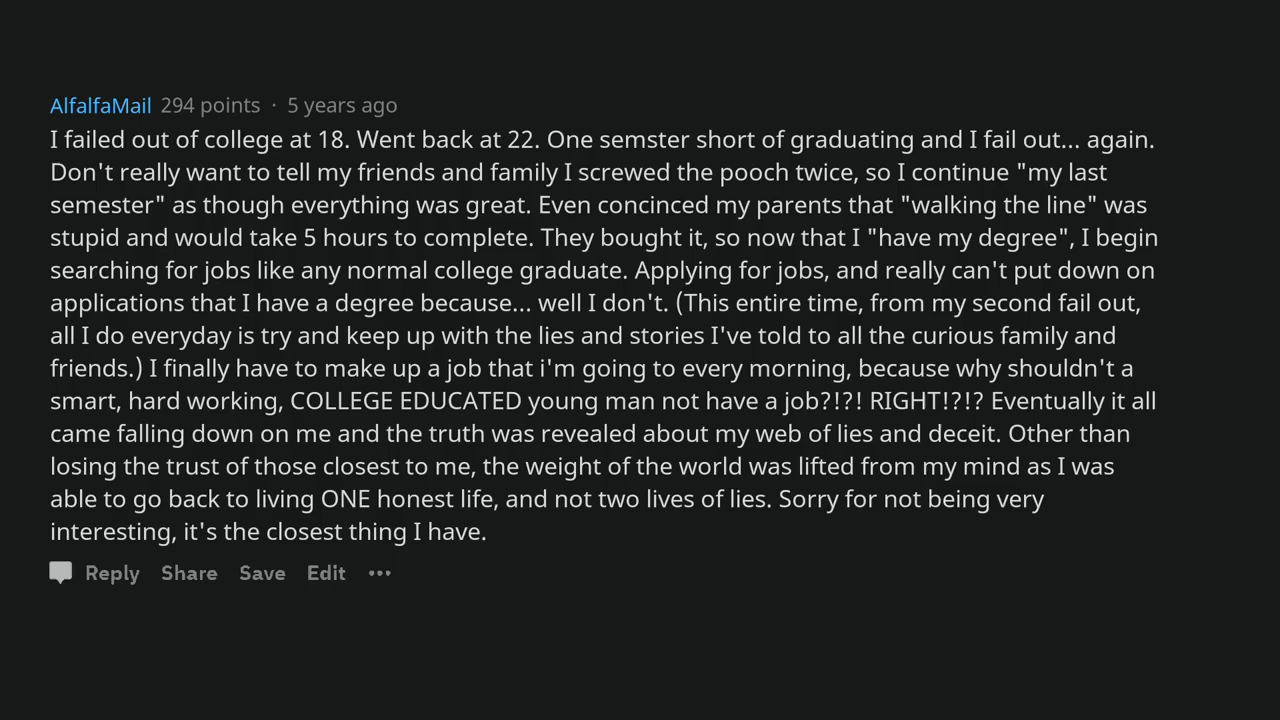 AlfalfaMail 294 points · 5 years ago
I failed out of college at 18. Went back at 22. One semster short of graduating and I fail out... again.
Don't really want to tell my friends and family I screwed the pooch twice, so I continue "my last
semester" as though everything was great. Even concinced my parents that "walking the line" was
stupid and would take 5 hours to complete. They bought it, so now that I "have my degree", I begin
searching for jobs like any normal college graduate. Applying for jobs, and really can't put down on
applications that I have a degree because... well I don't. (This entire time, from my second fail out,
all I do everyday is try and keep up with the lies and stories I've told to all the curious family and
friends.) I finally have to make up a job that i'm going to every morning, because why shouldn't a
smart, hard working, COLLEGE EDUCATED young man not have a job?!?! RIGHT!?!? Eventually it all
came falling down on me and the truth was revealed about my web of lies and deceit. Other than
losing the trust of those closest to me, the weight of the world was lifted from my mind as I was
able to go back to living ONE honest life, and not two lives of lies. Sorry for not being very
interesting, it's the closest thing I have.
Reply Share Save Edit •••